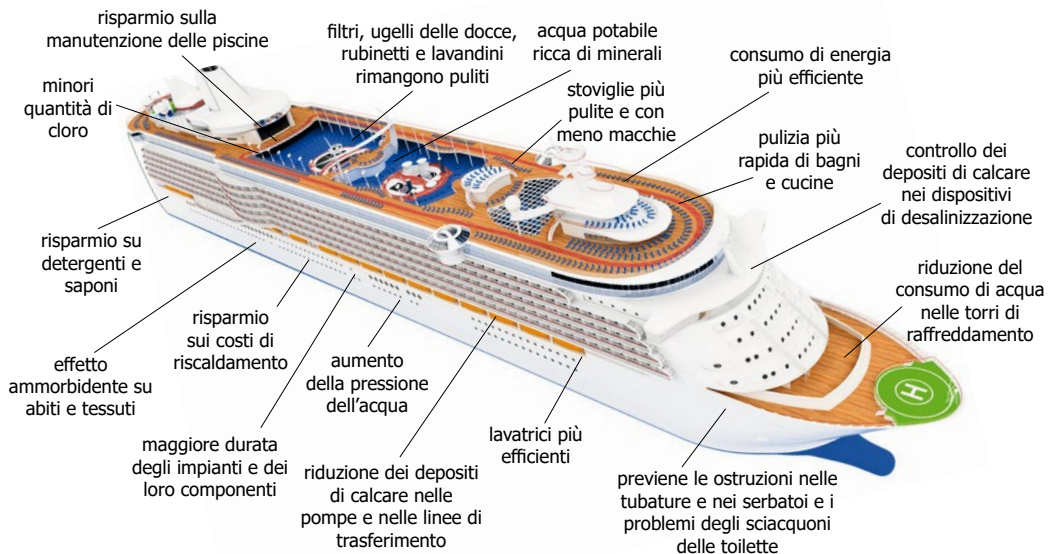 risparmio sulla
manutenzione delle piscine
filtri, ugelli delle docce,
rubinetti e lavandini
rimangono puliti
acqua potabile
ricca di minerali
consumo di energia
più efficiente
minori
quantità di
cloro
stoviglie più
pulite e con
meno macchie
pulizia più
rapida di bagni
e cucine
controllo dei
depositi di calcare
nei dispositivi
di desalinizzazione
risparmio su
detergenti e
saponi
riduzione del
consumo di acqua
nelle torri di
raffreddamento
risparmio
sui costi di
riscaldamento
effetto
ammorbidente su
abiti e tessuti
aumento
della pressione
dell’acqua
H
maggiore durata
degli impianti e dei
loro componenti
lavatrici più
efficienti
riduzione dei depositi
di calcare nelle
pompe e nelle linee di
trasferimento
previene le ostruzioni nelle
tubature e nei serbatoi e i
problemi degli sciacquoni
delle toilette